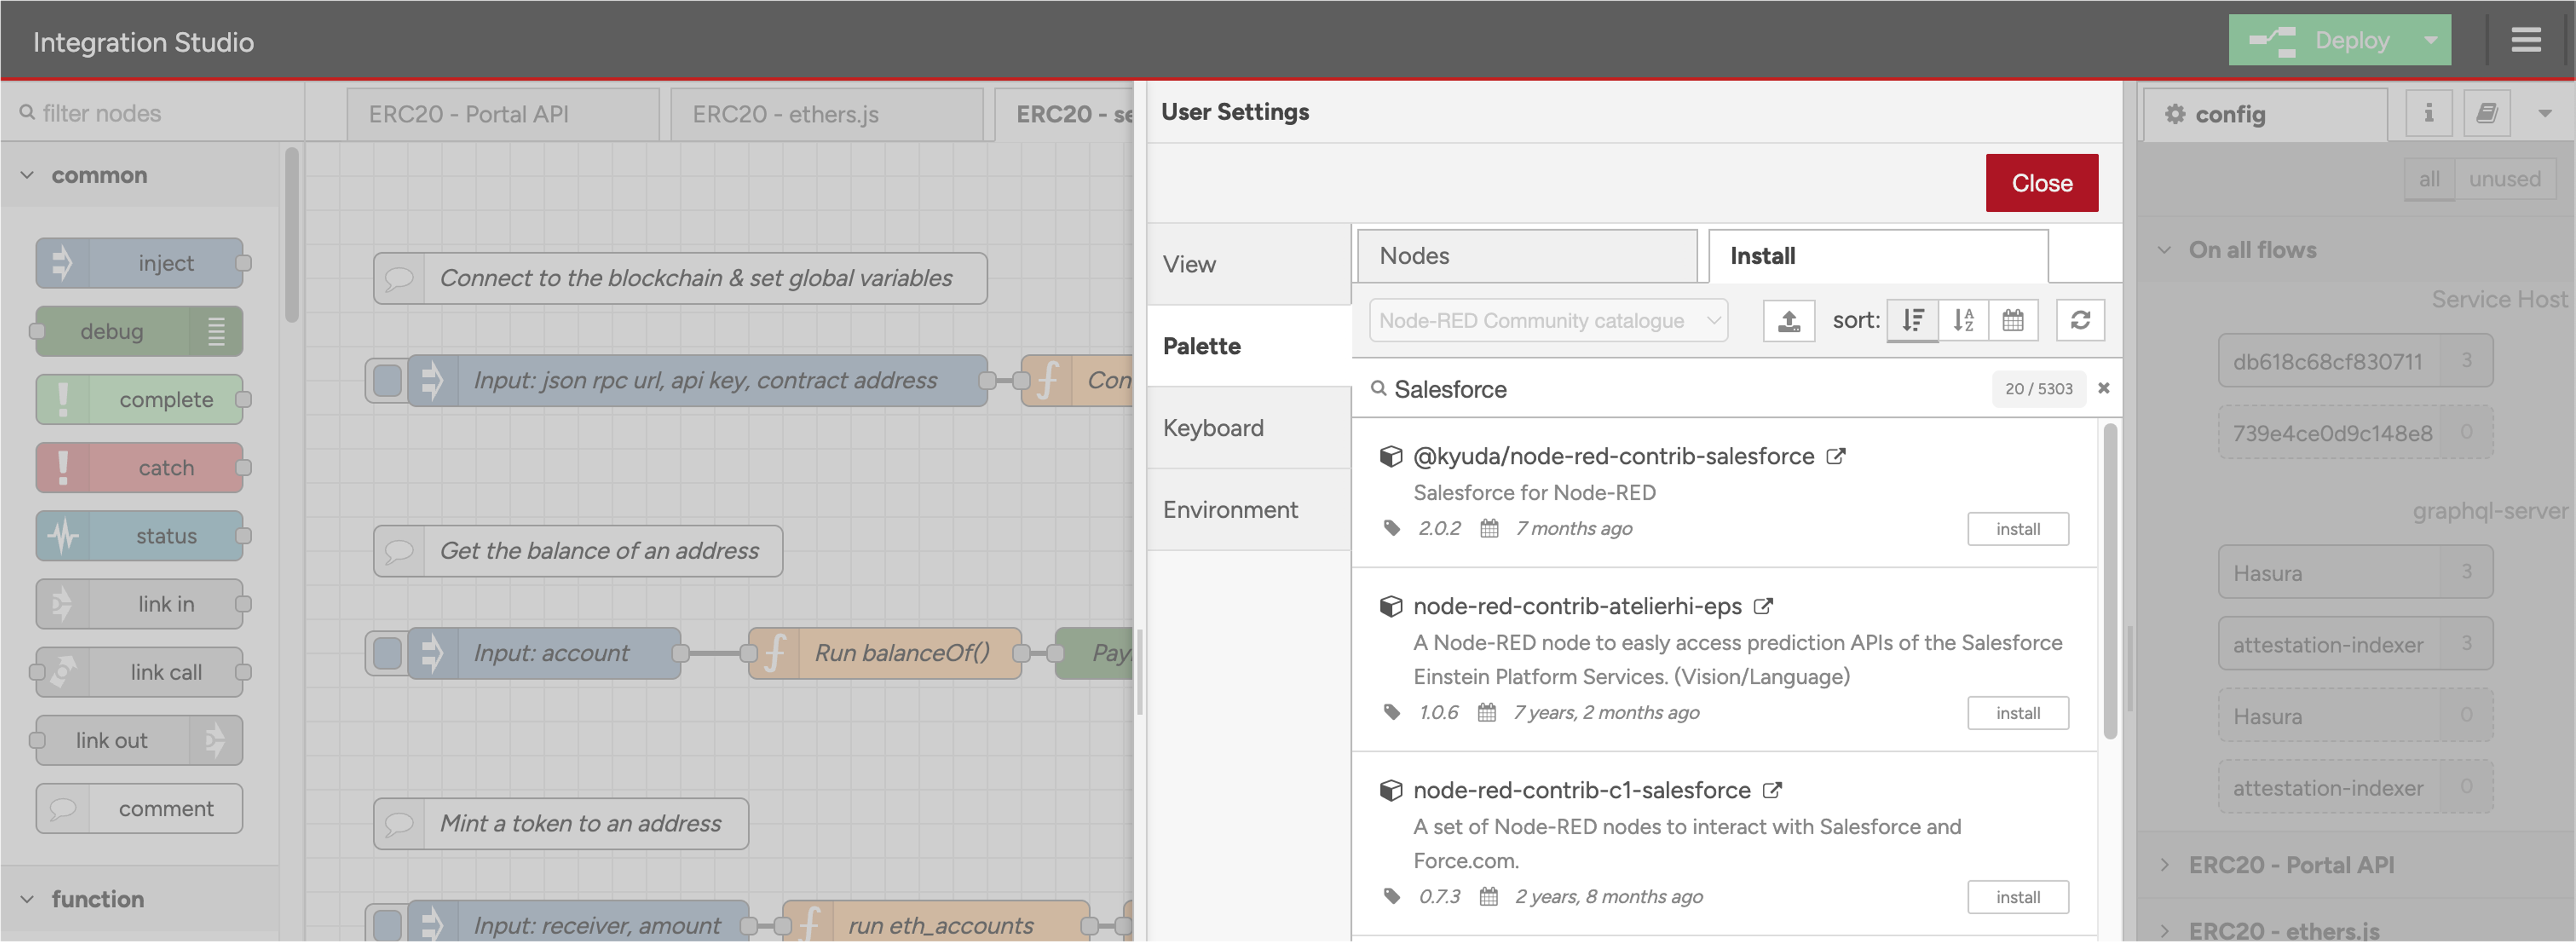 Integration Studio
Deploy
filter nodes
common
inject
debug
complete
catch
status
link in
link call
link out
comment
function
ERC20 - Portal API
ERC20 - ethers.js
ERC20 - se
Connect to the blockchain & set global variables
Input: json rpc url, api key, contract address
Con
Get the balance of an address
Input: account
Run balanceOf()
Pay
Mint a token to an address
Input: receiver, amount
run eth_accounts
User Settings
Close
View
Palette
Keyboard
Environment
Nodes
Install
Node-RED Community catalogue
sort:
Salesforce
20 / 5303
@kyuda/node-red-contrib-salesforce
Salesforce for Node-RED
2.0.2 7 months ago
install
node-red-contrib-atelierhi-eps
A Node-RED node to easly access prediction APIs of the Salesforce
Einstein Platform Services. (Vision/Language)
1.0.6 7 years, 2 months ago
install
node-red-contrib-c1-salesforce
A set of Node-RED nodes to interact with Salesforce and
Force.com.
0.7.3 2 years, 8 months ago
install
config
all
unused
On all flows
Service Host
db618c68cf830711 3
739e4ce0d9c148e8 0
graphql-server
Hasura 3
attestation-indexer 3
Hasura 0
attestation-indexer 0
ERC20 - Portal API
ERC20 - ethers.js